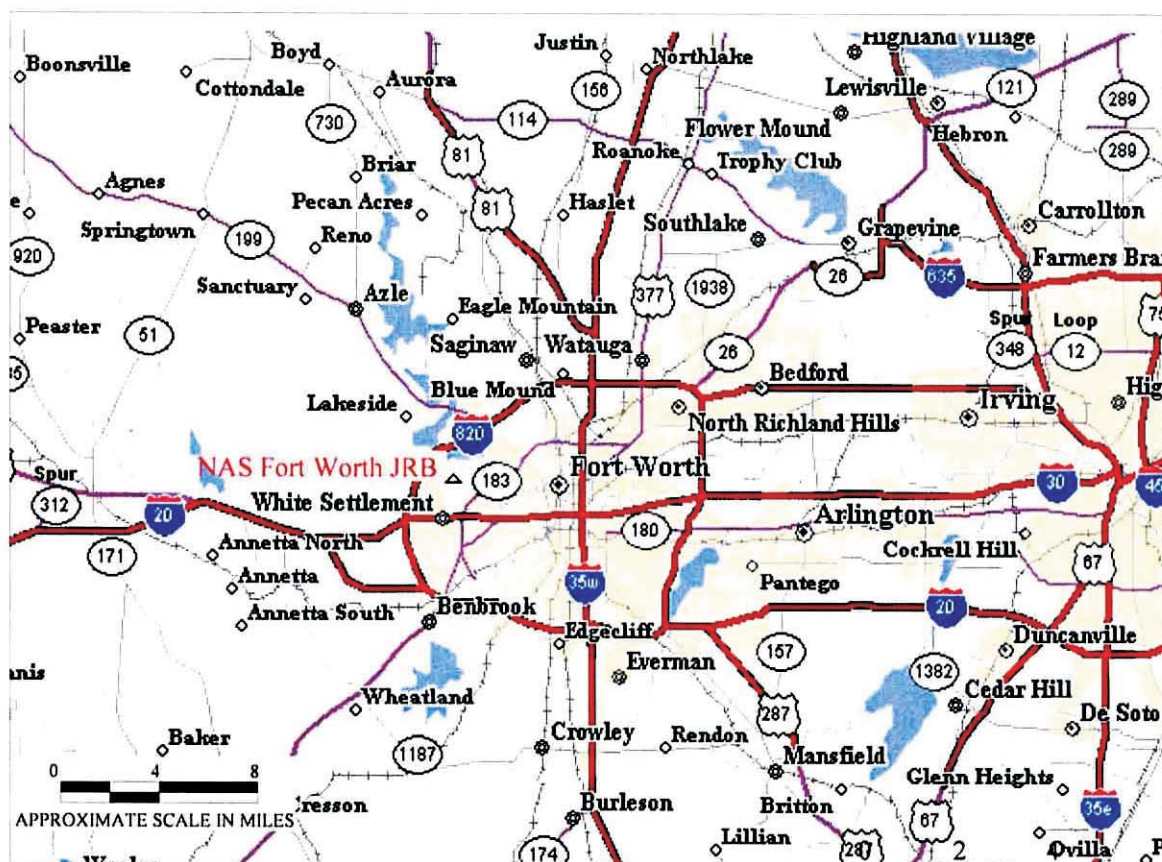 Boyd
Justin
Northlake
Highland Village
Boonsville
Cottondale
Aurora
156
Lewisville
121
289
730
114
Flower Mound
Hebron
81
Roanoke
289
Trophy Club
Briar
Agnes
Pecan Acres
81
Haslet
Carrollton
Springtown
199
Reno
Southlake
Grapevine
920
635
Farmers Bran
Sanctuary
Azle
Eagle Mountain
377
1938
26
Peaster
51
Saginaw
Watauga
26
Spur
348
Loop
12
75
Blue Mound
Bedford
Lakeside
820
North Richland Hills
Irving
Hig
NAS Fort Worth JRB
183
Fort Worth
30
45
Spur
312
20
White Settlement
180
Arlington
171
Annetta North
Cockrell Hill
67
Annetta
35w
Pantego
20
Annetta South
Benbrook
Edgecliff
Duncanville
157
1382
anis
Everman
Wheatland
Cedar Hill
287
De Soto
Baker
1187
Crowley
Rendon
Mansfield
0 4 8
Glenn Heights
APPROXIMATE SCALE IN MILES
resson
Burleson
Britton
67
35e
174
Lillian
287
2
Ovilla